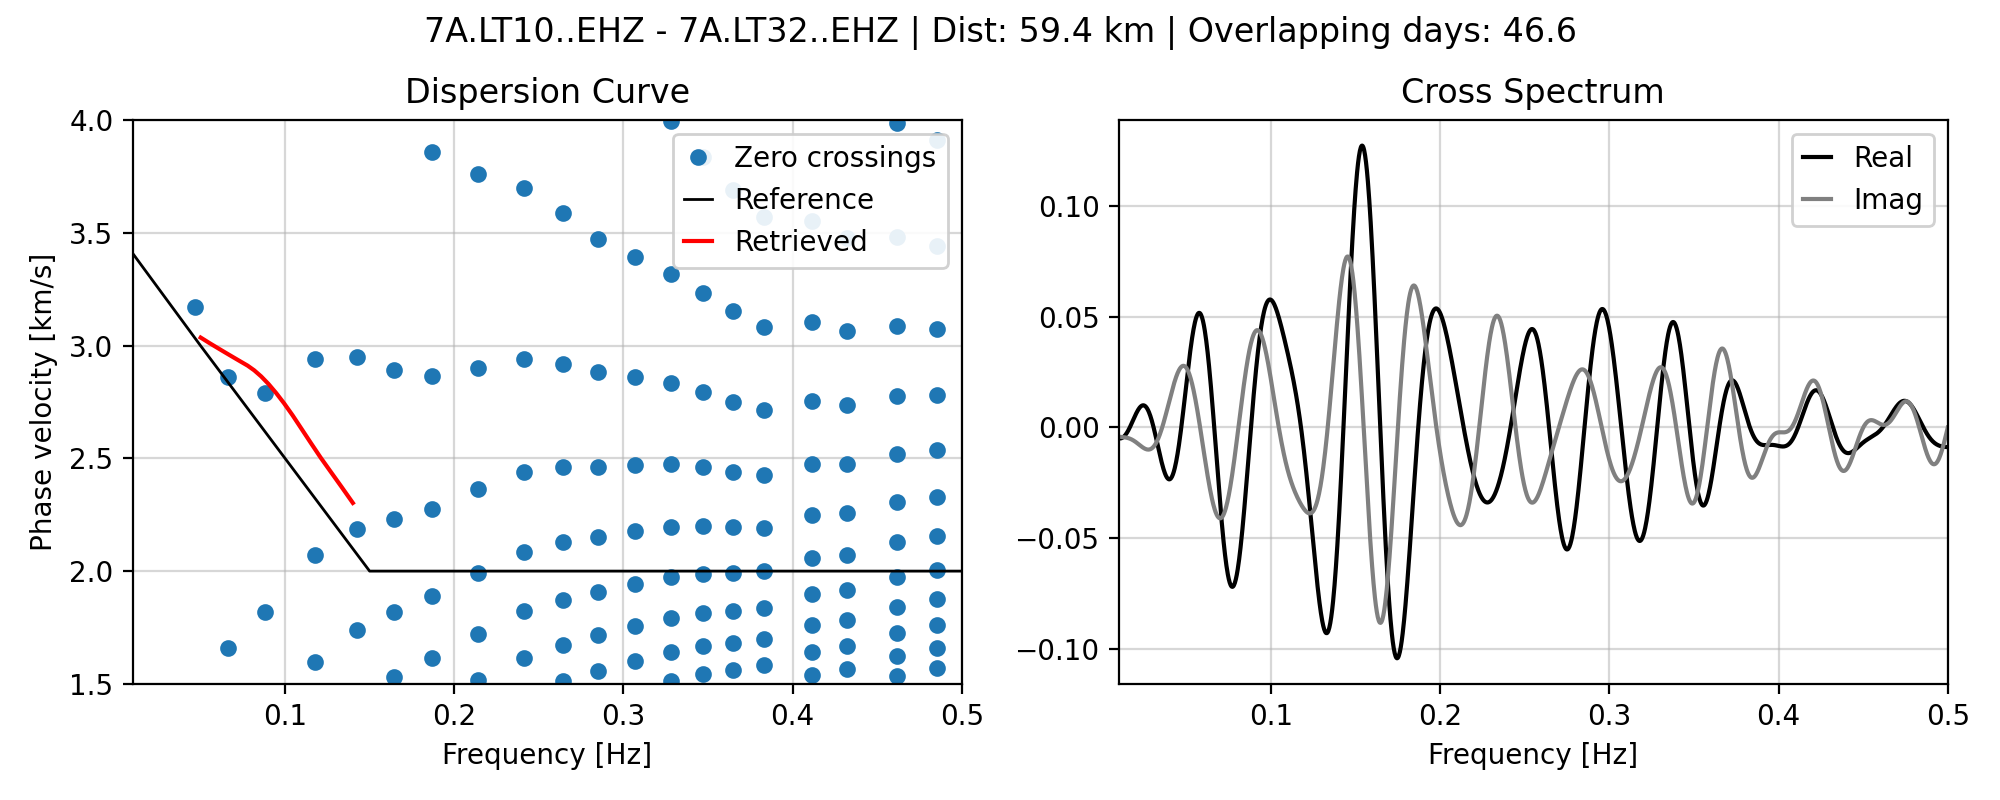 7A.LT10..EHZ - 7A.LT32..EHZ | Dist: 59.4 km | Overlapping days: 46.6
Dispersion Curve
4.0
3.5
3.0
2.5
2.0
1.5
Phase velocity [km/s]
0.1
0.2
0.3
0.4
0.5
Frequency [Hz]
Zero crossings
Reference
Retrieved
Cross Spectrum
0.10
0.05
0.00
−0.05
−0.10
0.1
0.2
0.3
0.4
0.5
Frequency [Hz]
Real
Imag